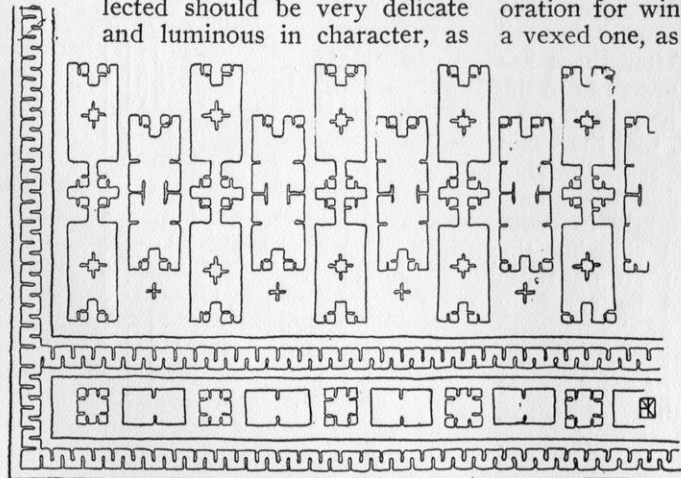 lected should be very delicate
and luminous in character, as
oration for win
a vexed one, as